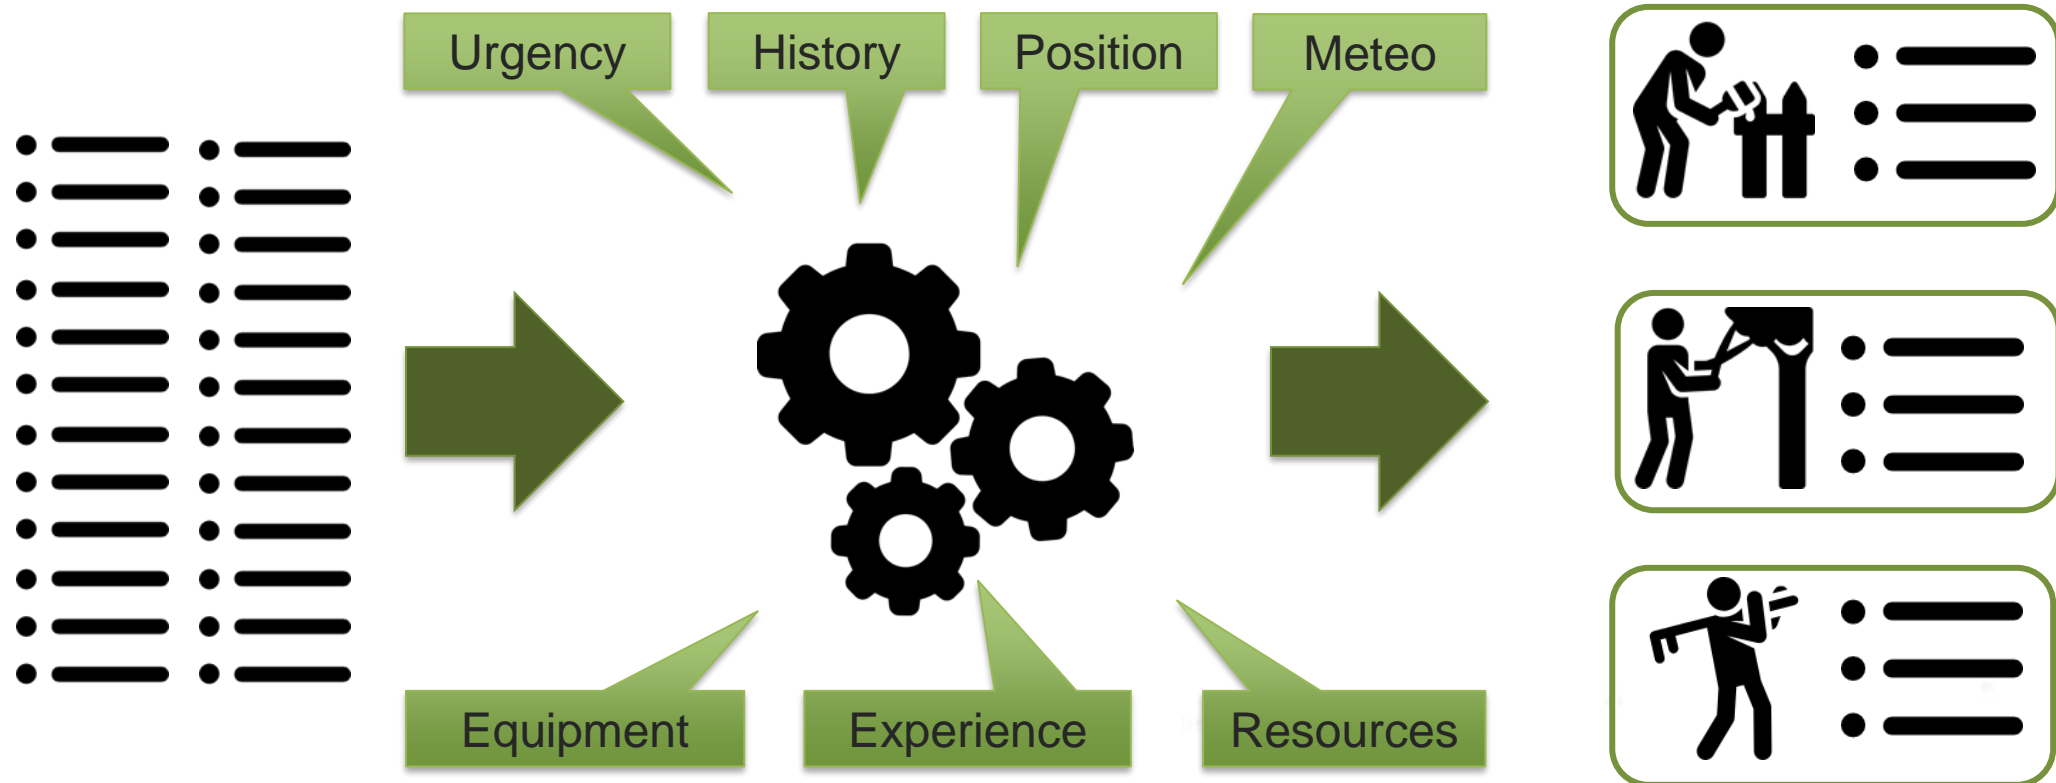 Urgency
History
Position
Meteo
Equipment
Experience
Resources